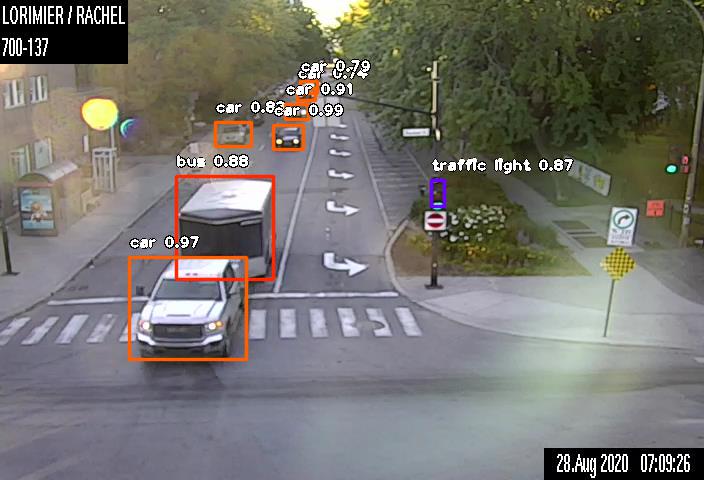 LORIMIER / RACHEL
700-137
car 0.79
car 0.74
car 0.91
car 0.83
car 0.99
bus 0.88
traffic light 0.87
car 0.97
28.Aug 2020 07:09:26